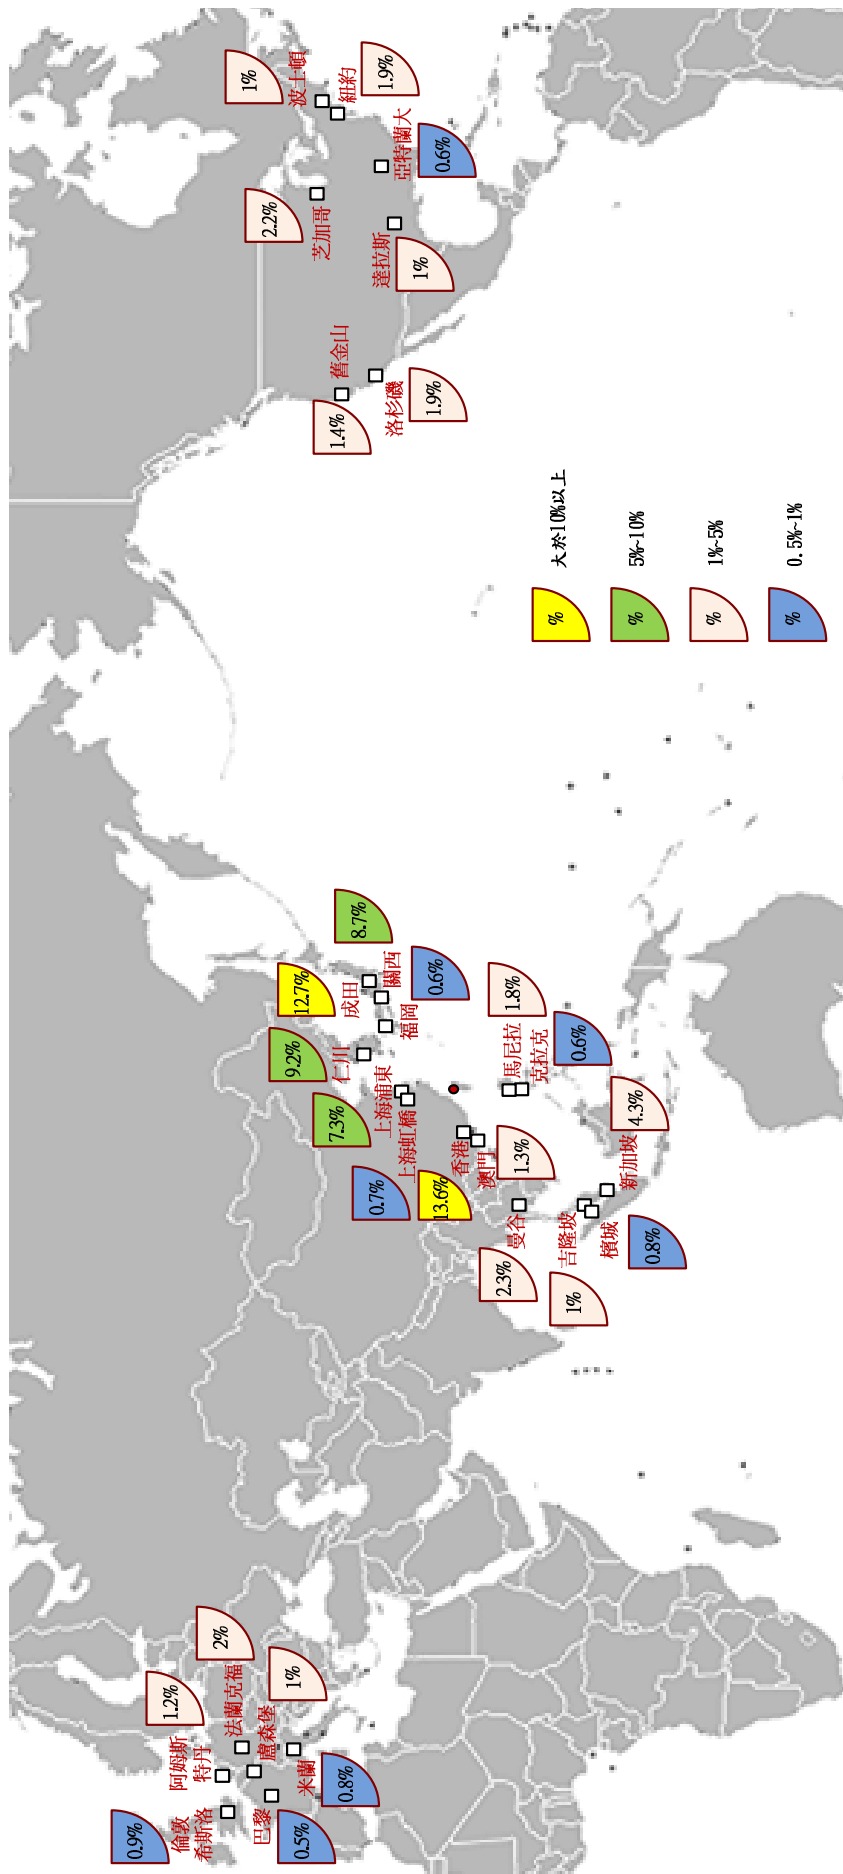 0.9%
倫敦
希斯洛
1.2%
阿姆斯
特丹
2%
法蘭克福
盧森堡
1%
巴黎
0.5%
米蘭
0.8%
9.2%
仁川
12.7%
成田
8.7%
關西
福岡
0.6%
7.3%
上海浦東
上海虹橋
0.7%
13.6%
香港
澳門
1.3%
1.8%
馬尼拉
克拉克
0.6%
曼谷
2.3%
吉隆坡
1%
檳城
0.8%
新加坡
4.3%
舊金山
1.4%
洛杉磯
1.9%
芝加哥
2.2%
波士頓
1%
紐約
1.9%
亞特蘭大
0.6%
達拉斯
1%
% 大於10%以上
% 5%~10%
% 1%~5%
% 0.5%~1%